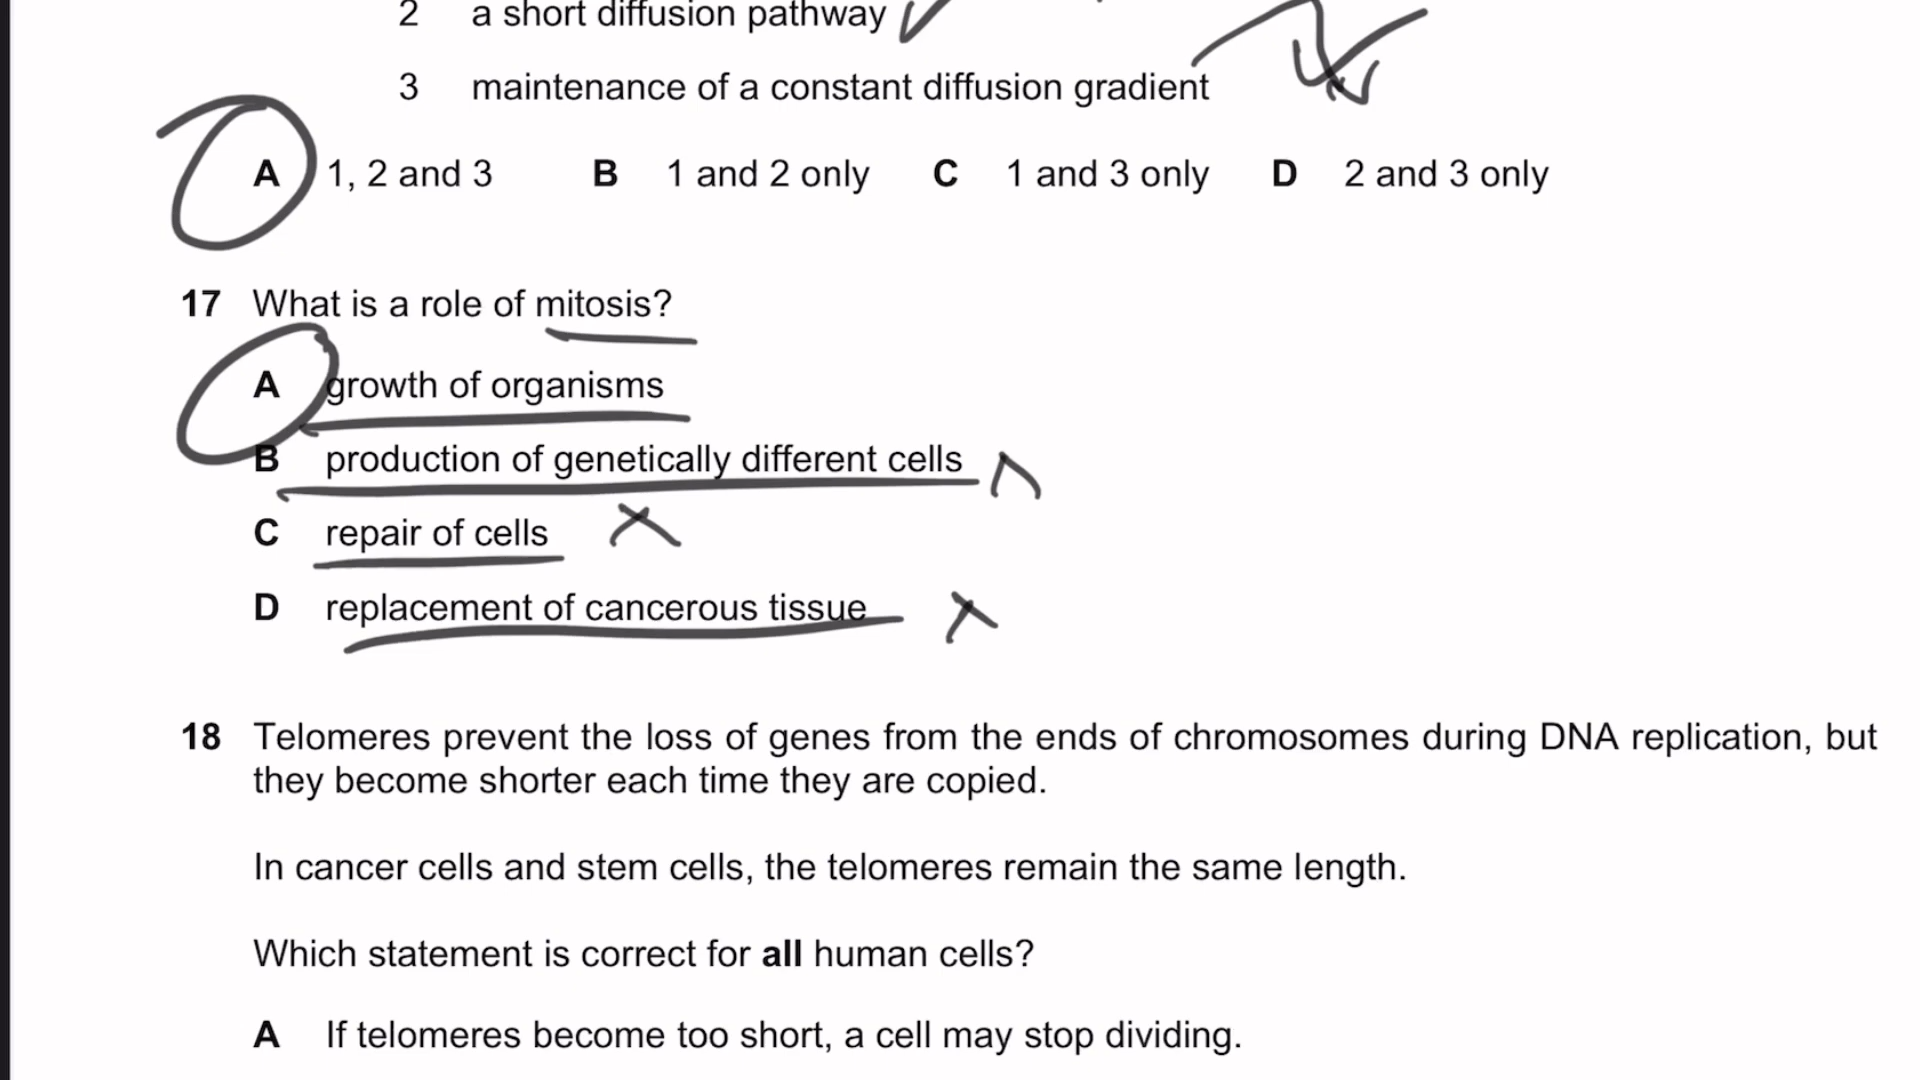 2 a short diffusion pathway
3 maintenance of a constant diffusion gradient
A 1, 2 and 3 B 1 and 2 only C 1 and 3 only D 2 and 3 only
17 What is a role of mitosis?
A growth of organisms
B production of genetically different cells
C repair of cells
D replacement of cancerous tissue
18 Telomeres prevent the loss of genes from the ends of chromosomes during DNA replication, but
they become shorter each time they are copied.
In cancer cells and stem cells, the telomeres remain the same length.
Which statement is correct for all human cells?
A If telomeres become too short, a cell may stop dividing.